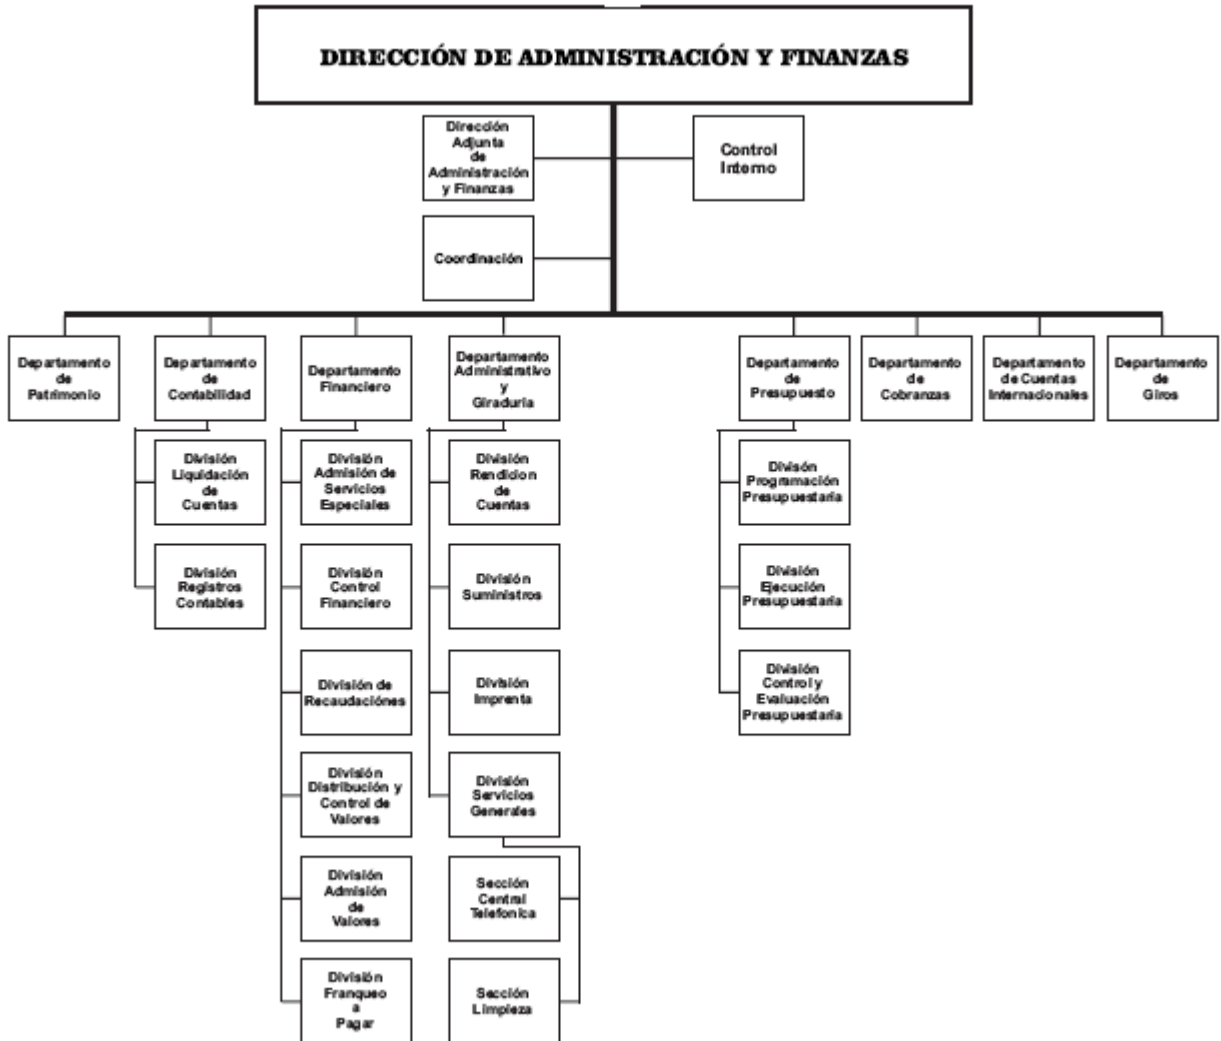 DIRECCIÓN DE ADMINISTRACIÓN Y FINANZAS
Dirección
Adjunta
de
Administración
y Finanzas
Control
Interno
Coordinación
Departamento
de
Patrimonio
Departamento
de
Contabilidad
Departamento
Financiero
Departamento
Administrativo
y
Giraduria
Departamento
de
Presupuesto
Departamento
de
Cobranzas
Departamento
de Cuentas
Internacionales
Departamento
de
Giros
División
Liquidación
de
Cuentas
División
Registros
Contables
División
Admisión de
Servicios
Especiales
División
Control
Financiero
División de
Recaudaciónes
División
Distribución y
Control de
Valores
División
Admisión
de
Valores
División
Franqueo
a
Pagar
División
Rendicion
de
Cuentas
División
Suministros
División
Imprenta
División
Servicios
Generales
Sección
Central
Telefonica
Sección
Limpieza
Divisón
Programación
Presupuestaria
División
Ejecución
Presupuestaria
División
Control y
Evaluación
Presupuestaria